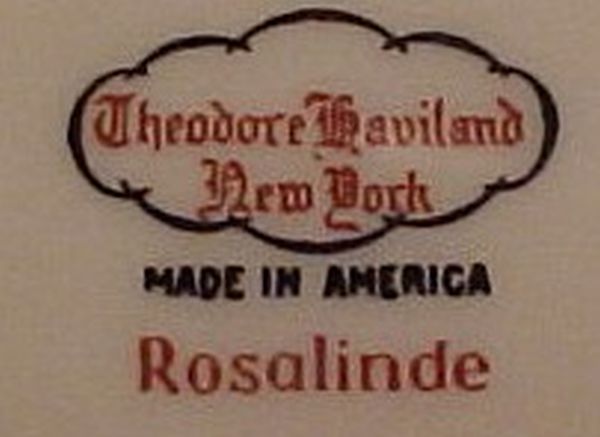 Theodore Haviland
New York
MADE IN AMERICA
Rosalinde